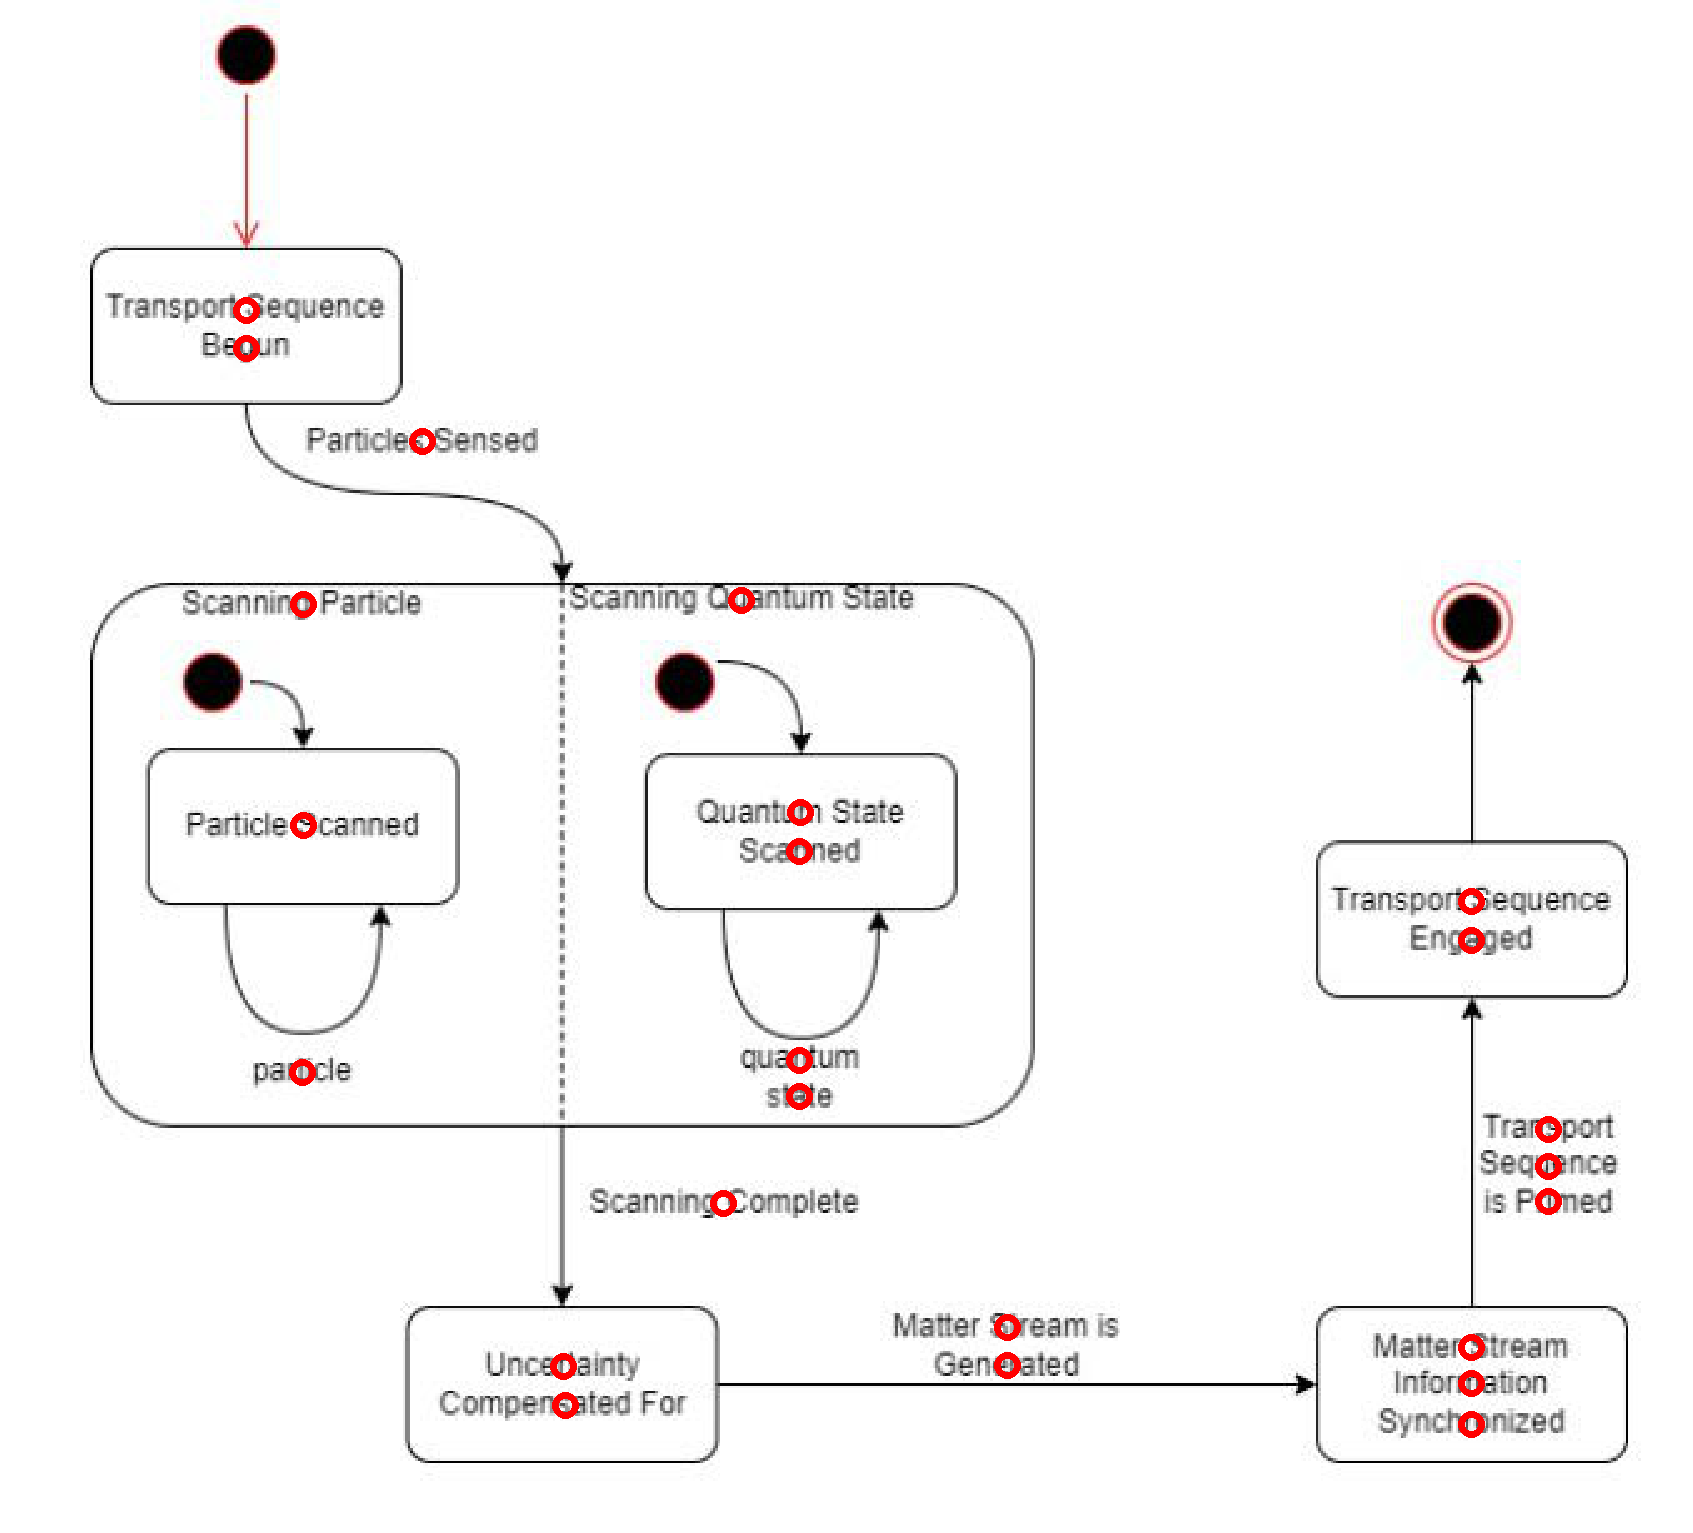 Transport Sequence
Begun
Particles Sensed
Scanning Particle
Scanning Quantum State
Particle Scanned
Quantum State
Scanned
particle
quantum
state
Scanning Complete
Uncertainty
Compensated For
Matter Stream is
Generated
Matter Stream
Information
Synchronized
Transport
Sequence
is Primed
Transport Sequence
Engaged